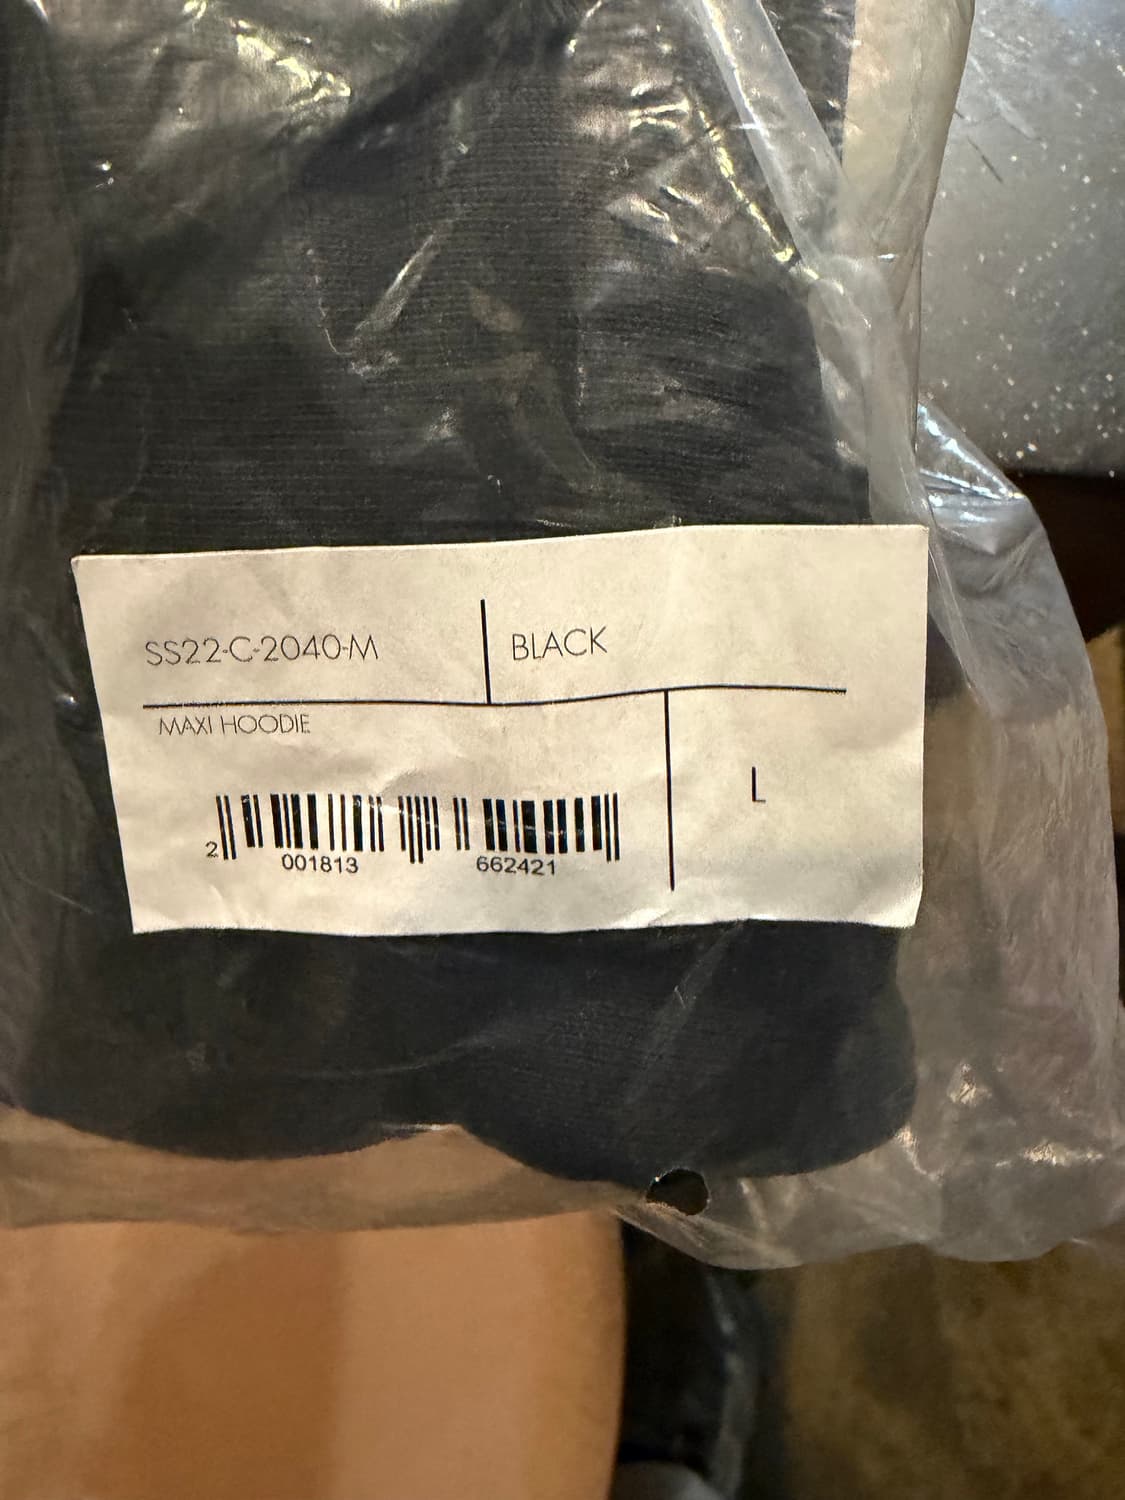 SS22-C-2040-M
BLACK
MAXI HOODIE
L
2 001813 662421